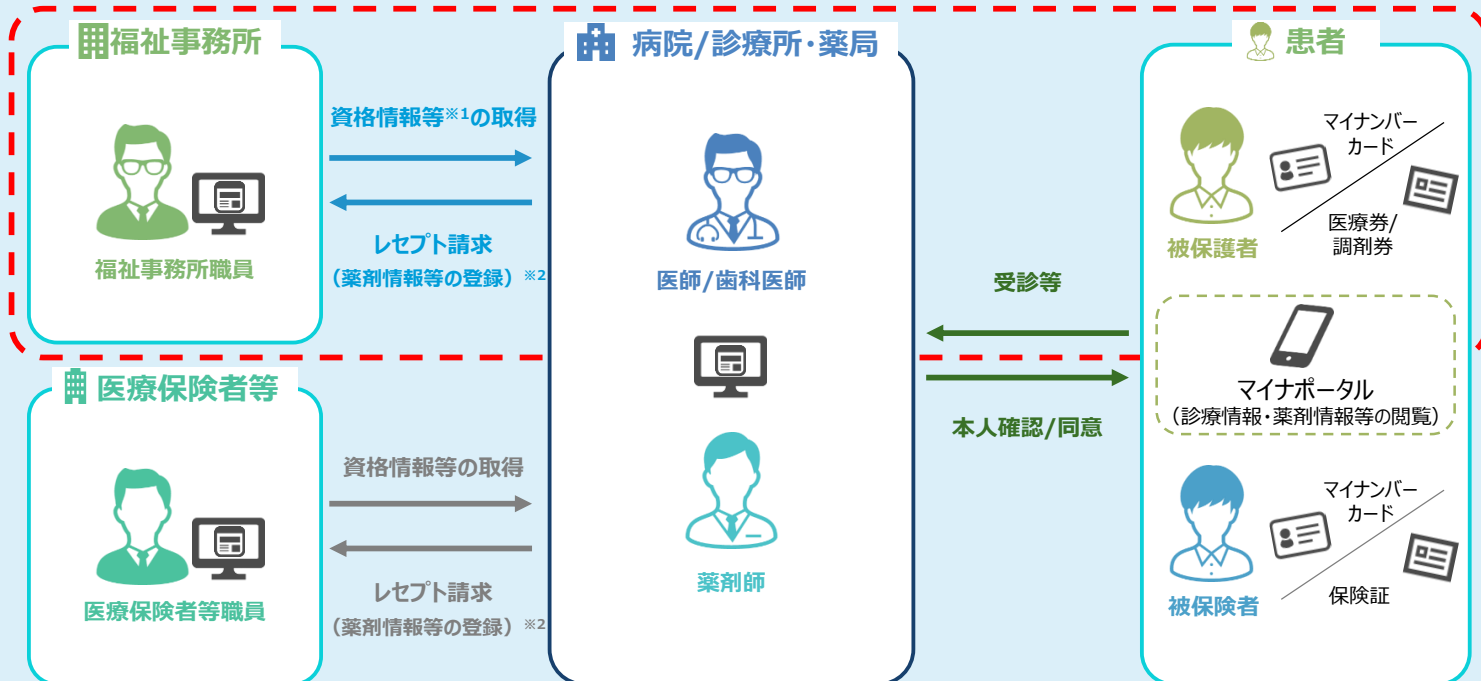 福祉事務所
資格情報等※1の取得
レセプト請求
(薬剤情報等の登録)※2
福祉事務所職員
医療保険者等
資格情報等の取得
レセプト請求
(薬剤情報等の登録)※2
医療保険者等職員
病院/診療所・薬局
医師/歯科医師
薬剤師
受診等
本人確認/同意
患者
マイナンバー
カード
医療券/
調剤券
被保護者
マイナポータル
(診療情報・薬剤情報等の閲覧)
マイナンバー
カード
保険証
被保険者